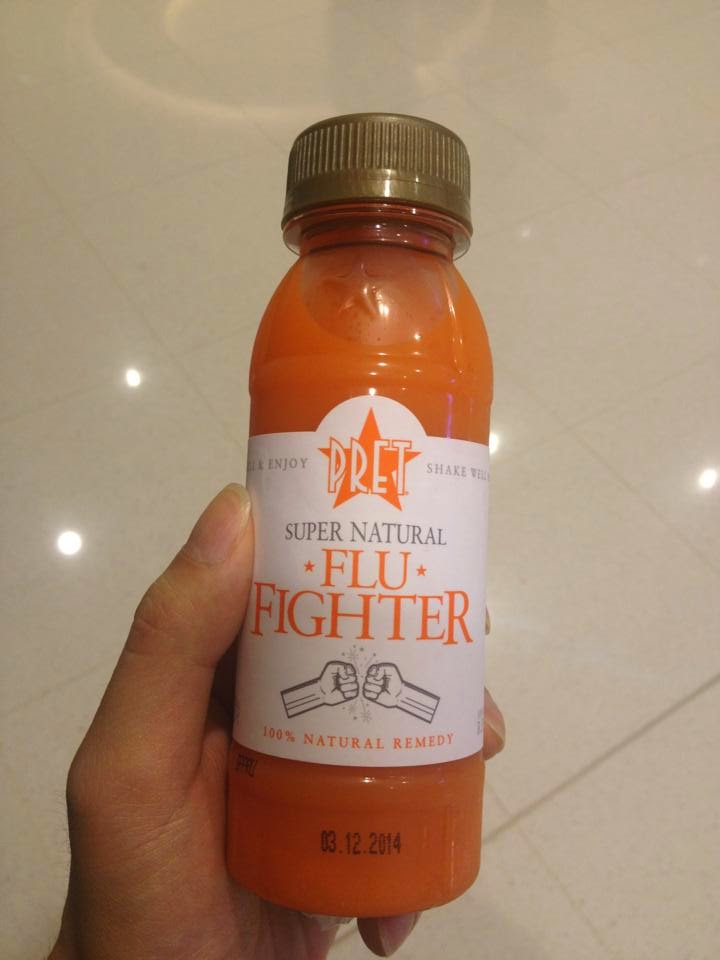 & ENJOY
PRET
SHAKE WELL
SUPER NATURAL
FLU
FIGHTER
100% NATURAL REMEDY
03.12.2014